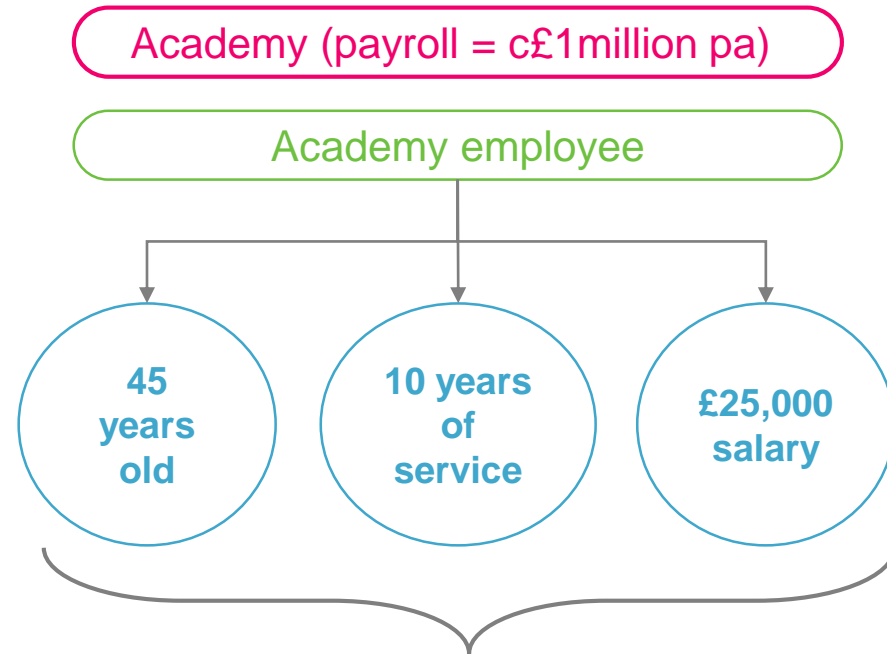 Academy (payroll = c£1million pa)
Academy employee
45
years
old
10 years
of
service
£25,000
salary